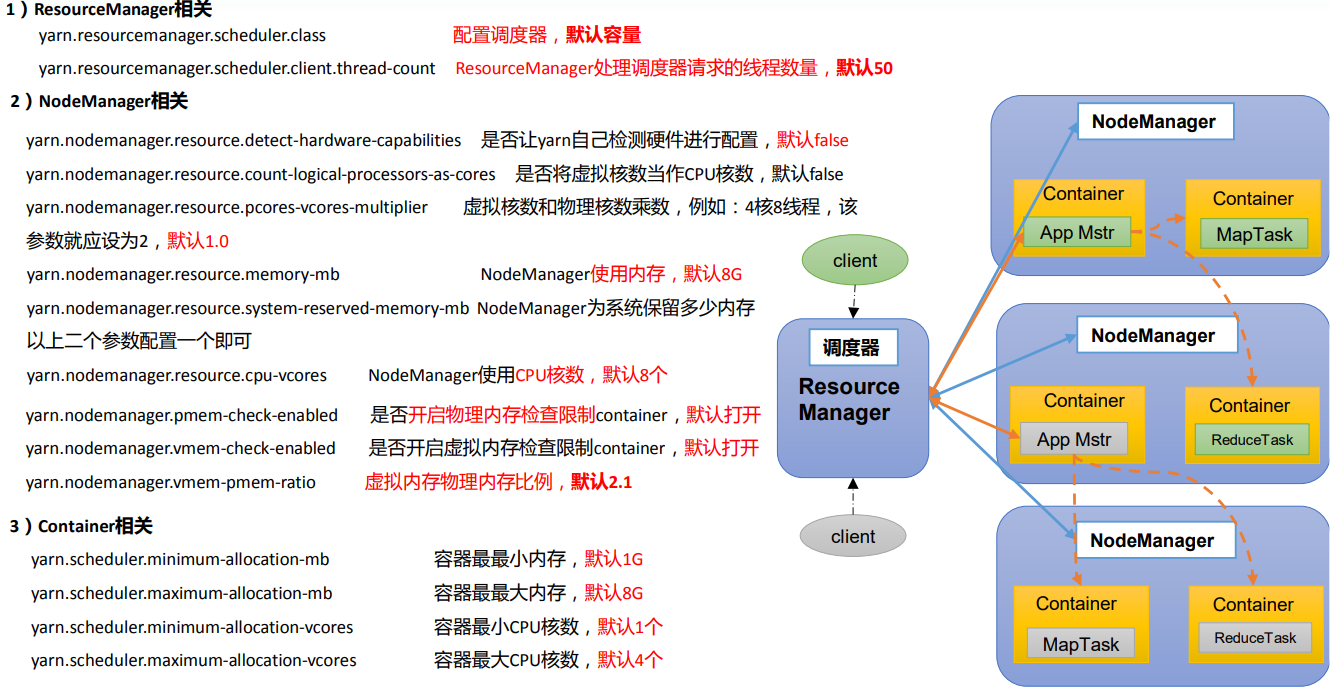 1）ResourceManager相关
yarn.resourcemanager.scheduler.class 配置调度器，默认容量
yarn.resourcemanager.scheduler.client.thread-count ResourceManager处理调度器请求的线程数量，默认50
2）NodeManager相关
yarn.nodemanager.resource.detect-hardware-capabilities 是否让yarn自己检测硬件进行配置，默认false
yarn.nodemanager.resource.count-logical-processors-as-cores 是否将虚拟核数当作CPU核数，默认false
yarn.nodemanager.resource.pcores-vcores-multiplier 虚拟核数和物理核数乘数，例如：4核8线程，该
参数就应设为2，默认1.0
yarn.nodemanager.resource.memory-mb NodeManager使用内存，默认8G
yarn.nodemanager.resource.system-reserved-memory-mb NodeManager为系统保留多少内存
以上二个参数配置一个即可
yarn.nodemanager.resource.cpu-vcores NodeManager使用CPU核数，默认8个
yarn.nodemanager.pmem-check-enabled 是否开启物理内存检查限制container，默认打开
yarn.nodemanager.vmem-check-enabled 是否开启虚拟内存检查限制container，默认打开
yarn.nodemanager.vmem-pmem-ratio 虚拟内存物理内存比例，默认2.1
3）Container相关
yarn.scheduler.minimum-allocation-mb 容器最最小内存，默认1G
yarn.scheduler.maximum-allocation-mb 容器最最大内存，默认8G
yarn.scheduler.minimum-allocation-vcores 容器最小CPU核数，默认1个
yarn.scheduler.maximum-allocation-vcores 容器最大CPU核数，默认4个
client
调度器
Resource
Manager
client
NodeManager
Container
App Mstr
Container
MapTask
NodeManager
Container
App Mstr
Container
ReduceTask
NodeManager
Container
MapTask
Container
ReduceTask